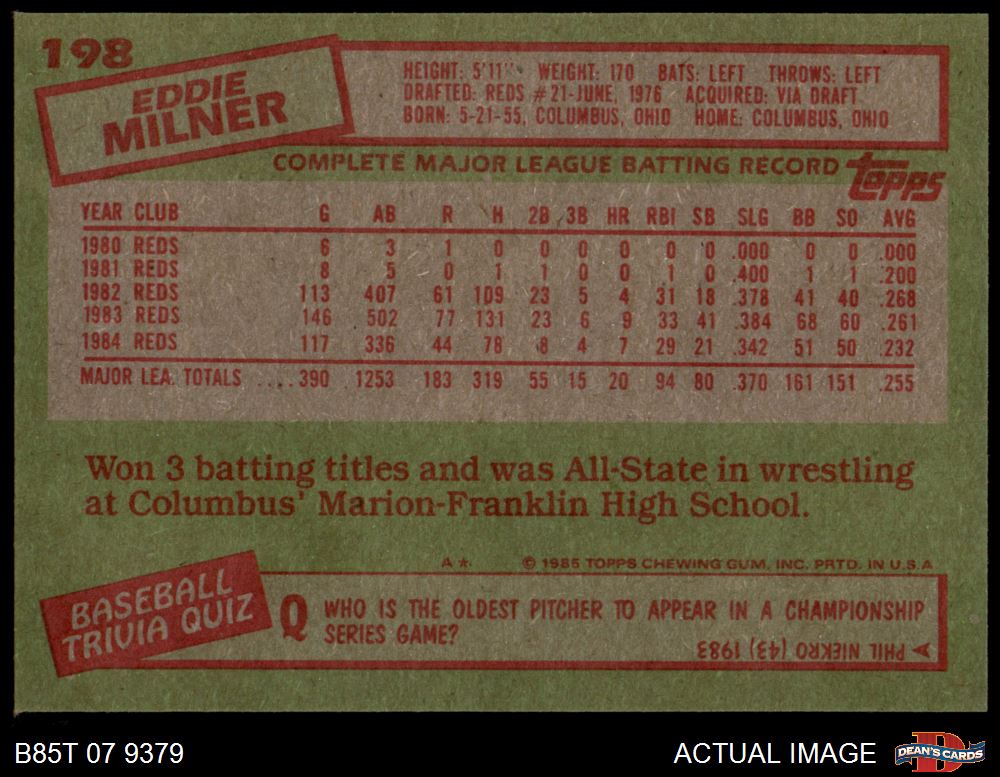 198
EDDIE
MILNER
HEIGHT: 5'11" WEIGHT: 170 BATS: LEFT THROWS: LEFT
DRAFTED: REDS #21-JUNE, 1976 ACQUIRED: VIA DRAFT
BORN: 5-21-55, COLUMBUS, OHIO HOME: COLUMBUS, OHIO
COMPLETE MAJOR LEAGUE BATTING RECORD
topps
YEAR CLUB G AB R H 2B 3B HR RBI SB SLG BB SO AVG
1980 REDS 6 3 1 0 0 0 0 0 0 .000 0 0 .000
1981 REDS 8 5 0 1 1 0 0 1 0 .400 1 1 .200
1982 REDS 113 407 61 109 23 5 4 31 18 .378 41 40 .268
1983 REDS 146 502 77 131 23 6 9 33 41 .384 68 60 .261
1984 REDS 117 336 44 78 8 4 7 29 21 .342 51 50 .232
MAJOR LEA. TOTALS .... 390 1253 183 319 55 15 20 94 80 .370 161 151 .255
Won 3 batting titles and was All-State in wrestling
at Columbus' Marion-Franklin High School.
A* © 1985 TOPPS CHEWING GUM, INC. PRTD. IN U.S.A.
BASEBALL
TRIVIA QUIZ
Q WHO IS THE OLDEST PITCHER TO APPEAR IN A CHAMPIONSHIP
SERIES GAME?
PHIL NIEKRO (43) 1983
B85T 07 9379
ACTUAL IMAGE
D
DEAN'S CARDS